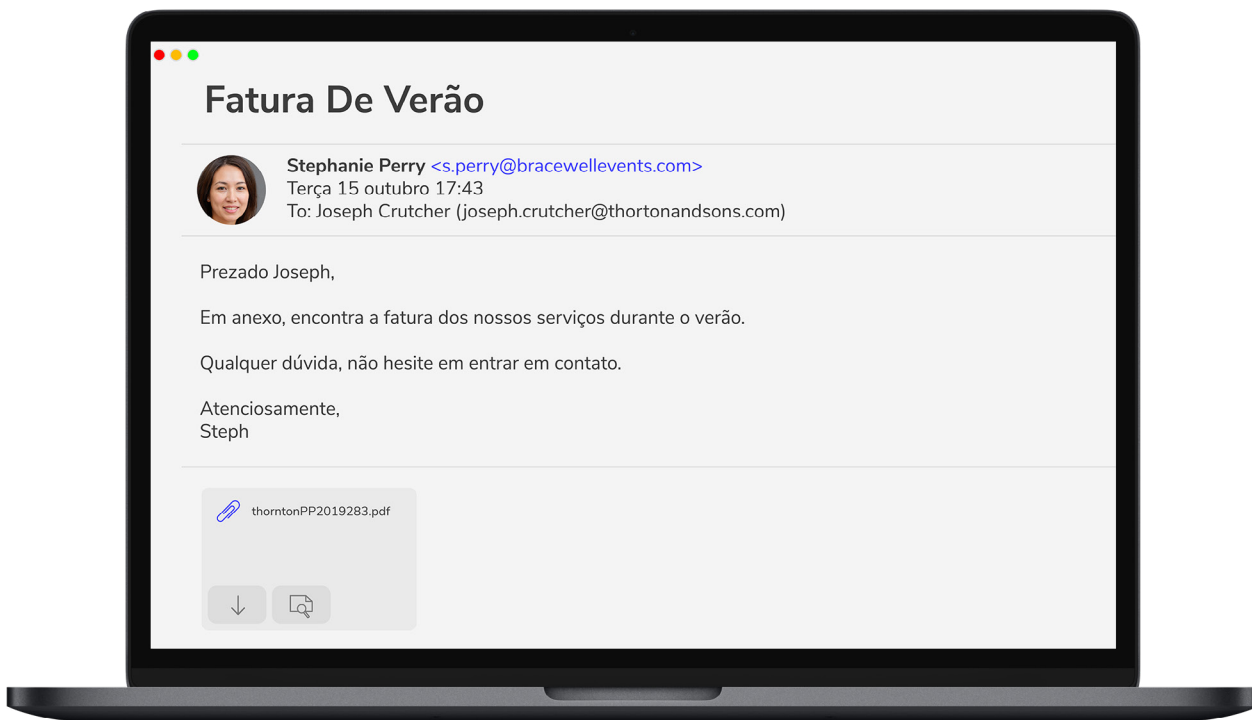 Fatura De Verão
Stephanie Perry <s.perry@bracewellevents.com>
Terça 15 outubro 17:43
To: Joseph Crutcher (joseph.crutcher@thortonandsons.com)
Prezado Joseph,
Em anexo, encontra a fatura dos nossos serviços durante o verão.
Qualquer dúvida, não hesite em entrar em contato.
Atenciosamente,
Steph
thorntonPP2019283.pdf